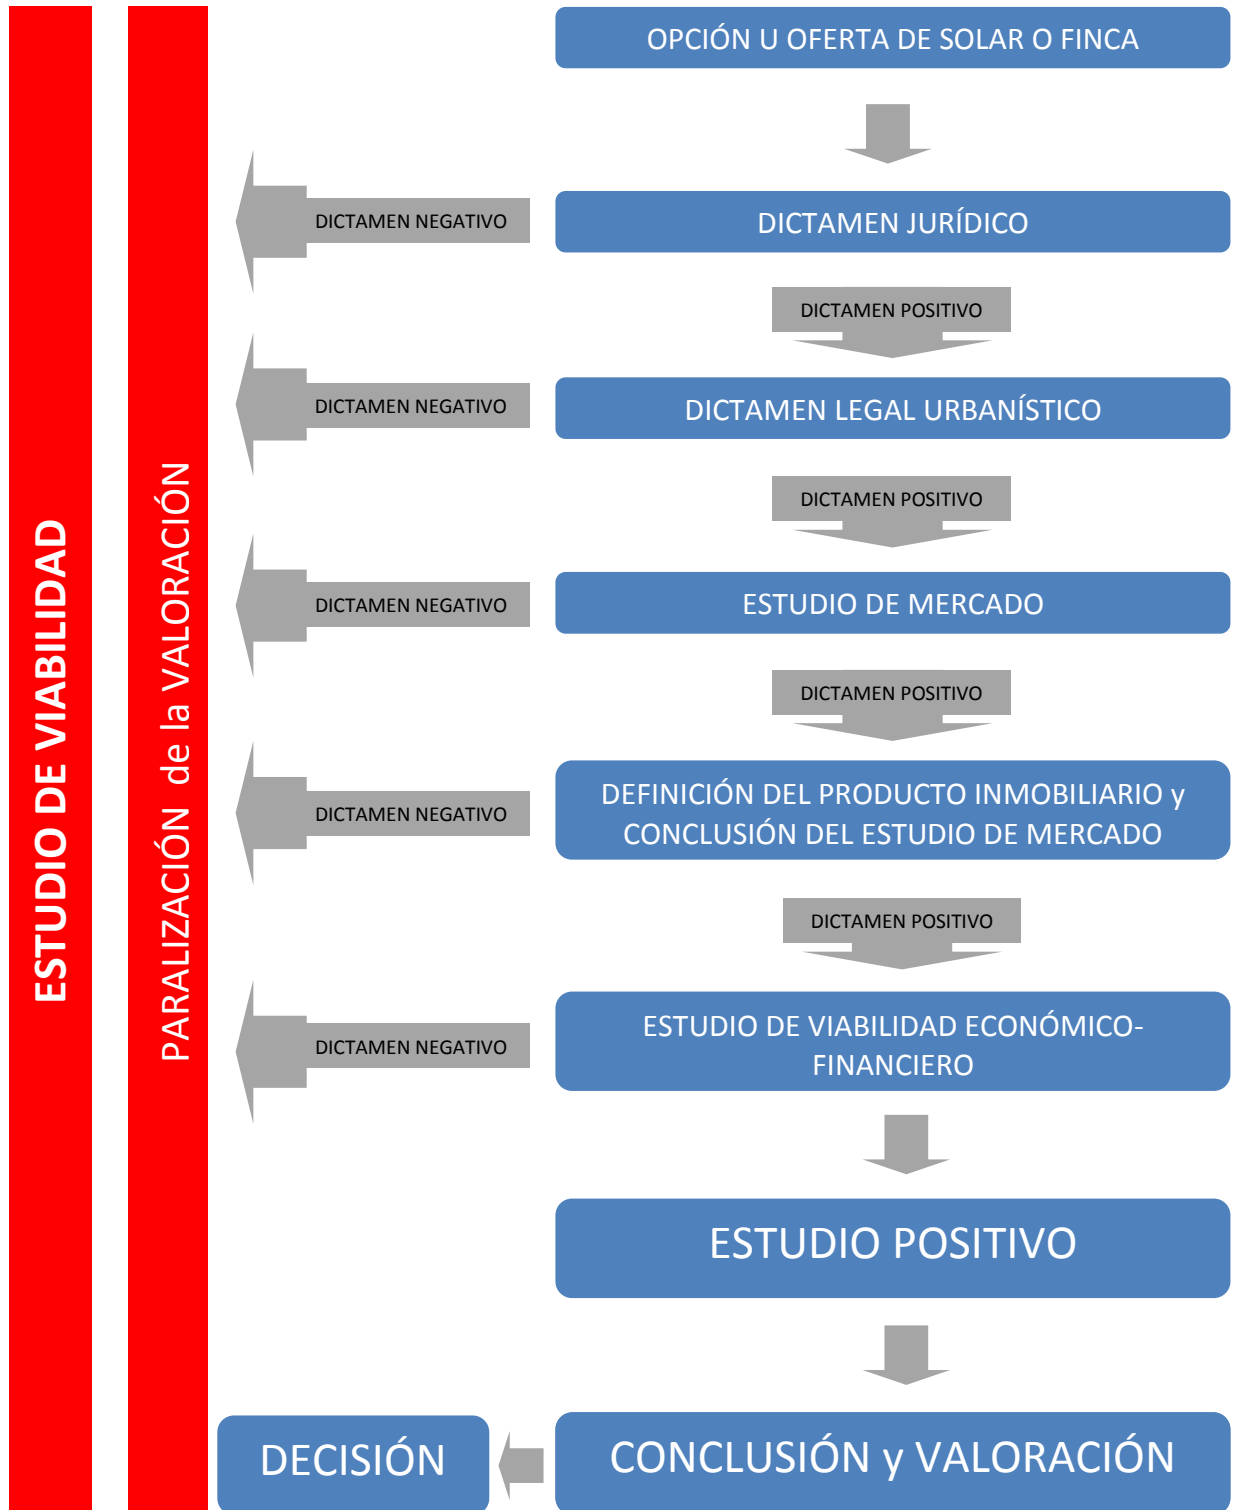 ESTUDIO DE VIABILIDAD
PARALIZACIÓN de la VALORACIÓN
OPCIÓN U OFERTA DE SOLAR O FINCA
DICTAMEN NEGATIVO
DICTAMEN JURÍDICO
DICTAMEN POSITIVO
DICTAMEN NEGATIVO
DICTAMEN LEGAL URBANÍSTICO
DICTAMEN POSITIVO
DICTAMEN NEGATIVO
ESTUDIO DE MERCADO
DICTAMEN POSITIVO
DICTAMEN NEGATIVO
DEFINICIÓN DEL PRODUCTO INMOBILIARIO y
CONCLUSIÓN DEL ESTUDIO DE MERCADO
DICTAMEN POSITIVO
DICTAMEN NEGATIVO
ESTUDIO DE VIABILIDAD ECONÓMICO-
FINANCIERO
ESTUDIO POSITIVO
DECISIÓN
CONCLUSIÓN y VALORACIÓN